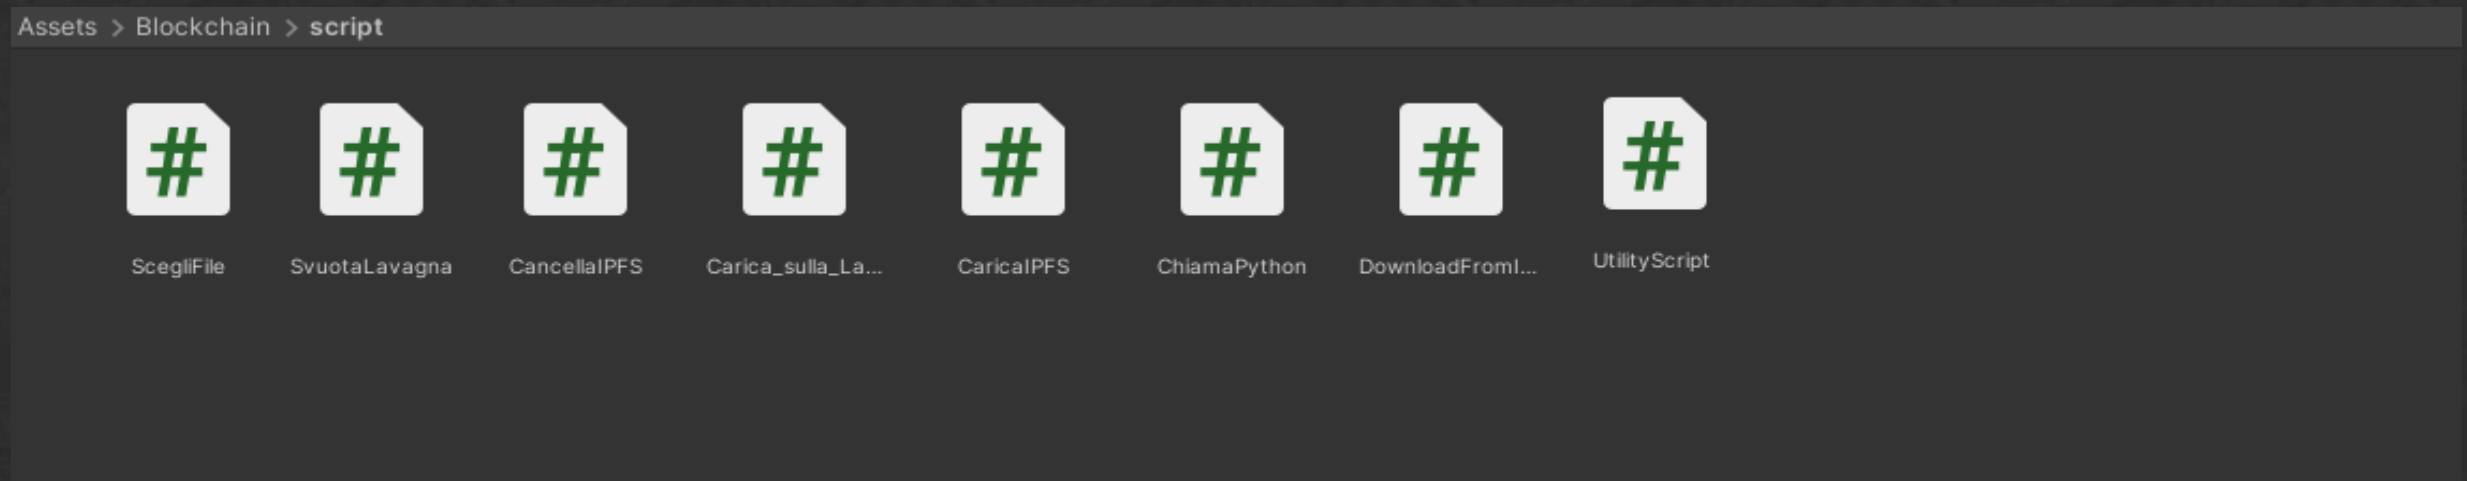 Assets > Blockchain > script
ScegliFile SvuotaLavagna CancellaIPFS Carica_sulla_La... CaricaIPFS ChiamaPython DownloadFromI... UtilityScript